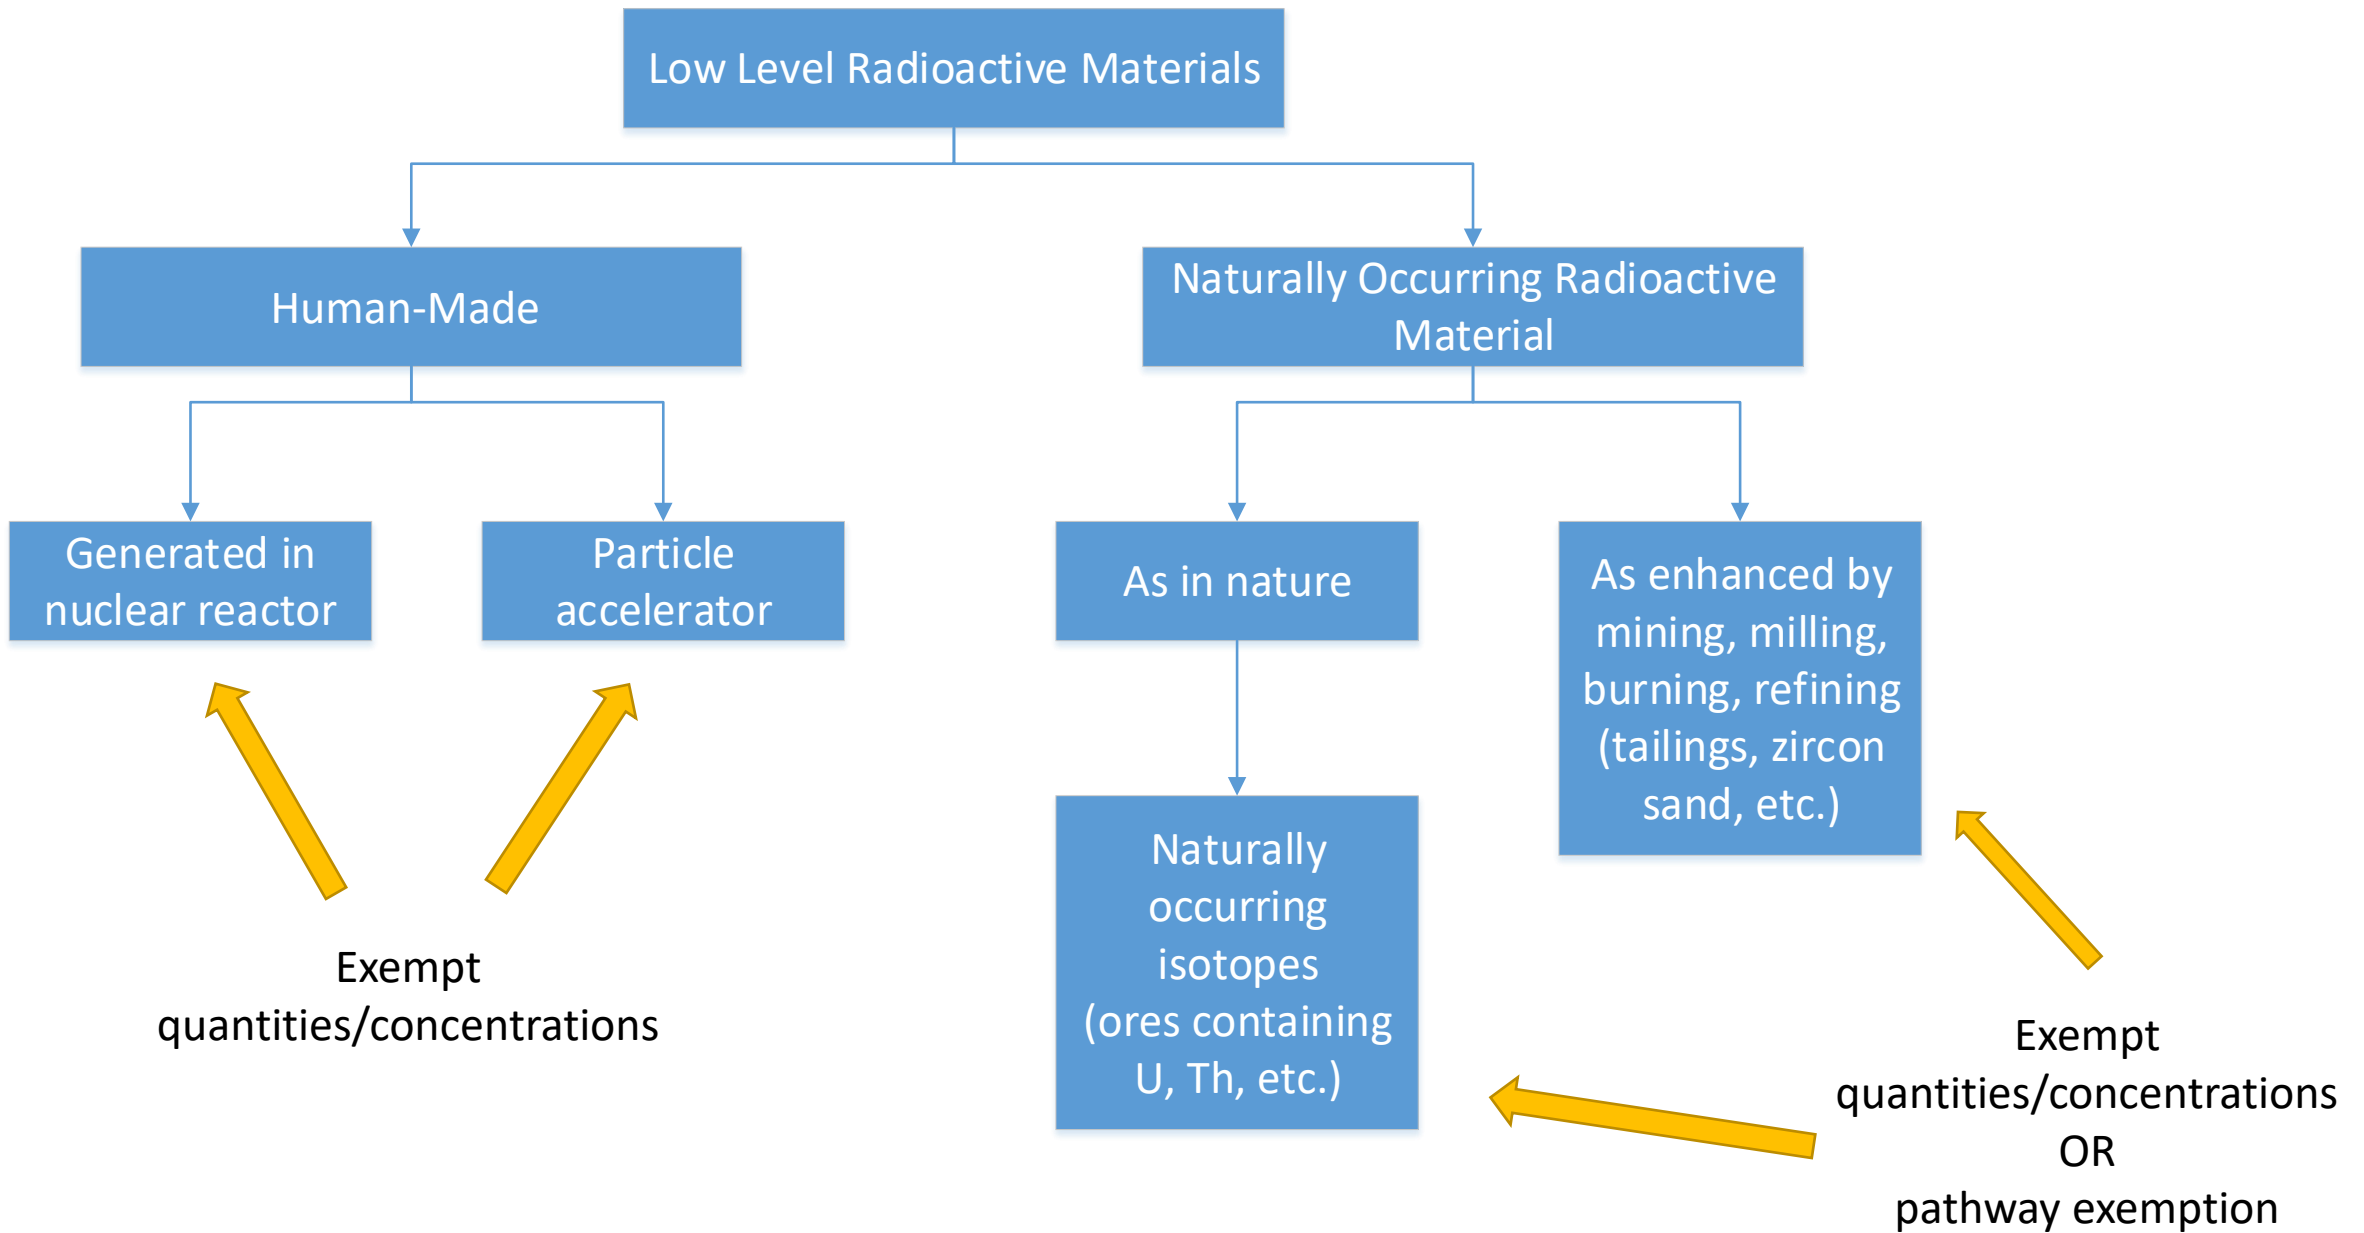 Low Level Radioactive Materials
Human-Made
Naturally Occurring Radioactive
Material
Generated in
nuclear reactor
Particle
accelerator
As in nature
As enhanced by
mining, milling,
burning, refining
(tailings, zircon
sand, etc.)
Naturally
occurring
isotopes
(ores containing
U, Th, etc.)
Exempt
quantities/concentrations
Exempt
quantities/concentrations
OR
pathway exemption